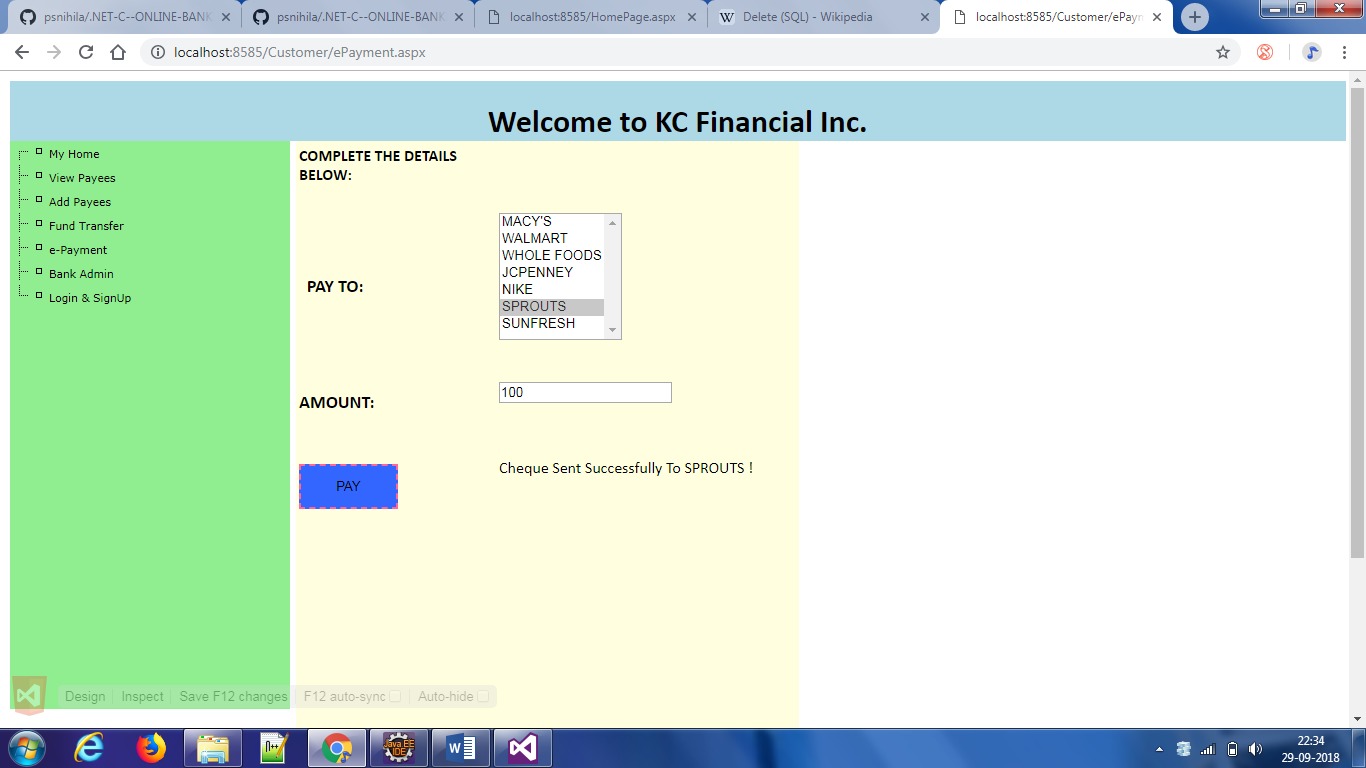 psnihila/.NET-C--ONLINE-BANK
psnihila/.NET-C--ONLINE-BANK
localhost:8585/HomePage.aspx
Delete (SQL) - Wikipedia
localhost:8585/Customer/ePaym
localhost:8585/Customer/ePayment.aspx
Welcome to KC Financial Inc.
My Home
View Payees
Add Payees
Fund Transfer
e-Payment
Bank Admin
Login & SignUp
COMPLETE THE DETAILS
BELOW:
PAY TO:
MACY'S
WALMART
WHOLE FOODS
JCPENNEY
NIKE
SPROUTS
SUNFRESH
AMOUNT:
100
PAY
Cheque Sent Successfully To SPROUTS !
Design
Inspect
Save F12 changes
F12 auto-sync
Auto-hide
Java EE
IDE
22:34
29-09-2018